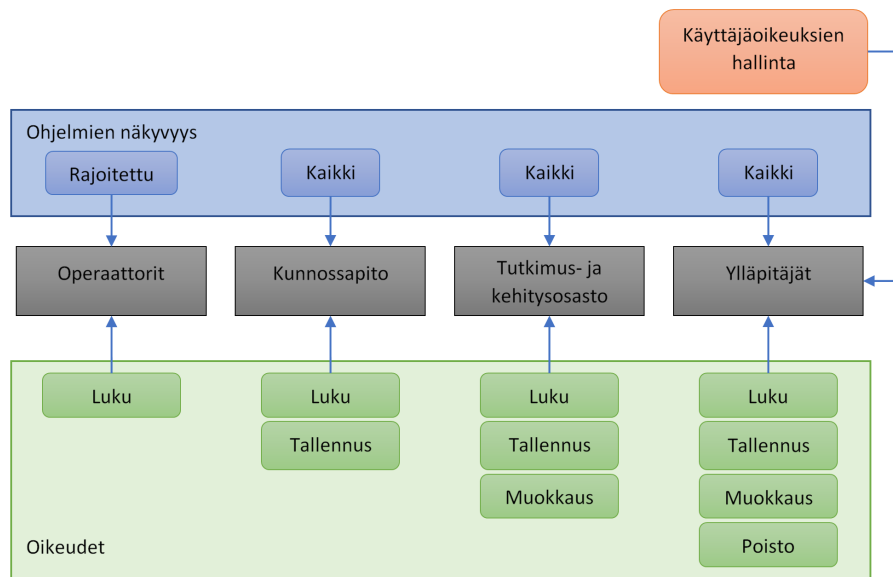 Käyttäjäoikeuksien
hallinta
Ohjelmien näkyvyys
Rajoitettu
Kaikki
Kaikki
Kaikki
Operaattorit
Kunnossapito
Tutkimus- ja
kehitysosasto
Ylläpitäjät
Luku
Luku
Luku
Luku
Tallennus
Tallennus
Tallennus
Muokkaus
Muokkaus
Poisto
Oikeudet